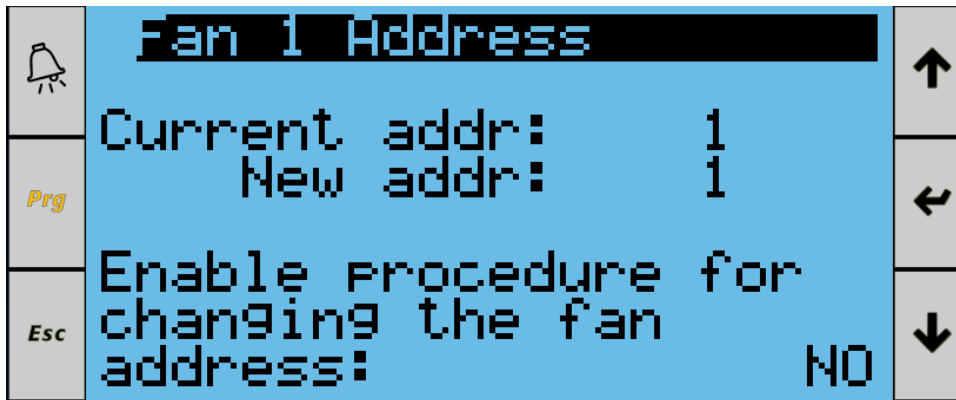 Fan 1 Address
Current addr: 1
New addr: 1
Prg
Enable procedure for
changing the fan
address: NO
Esc